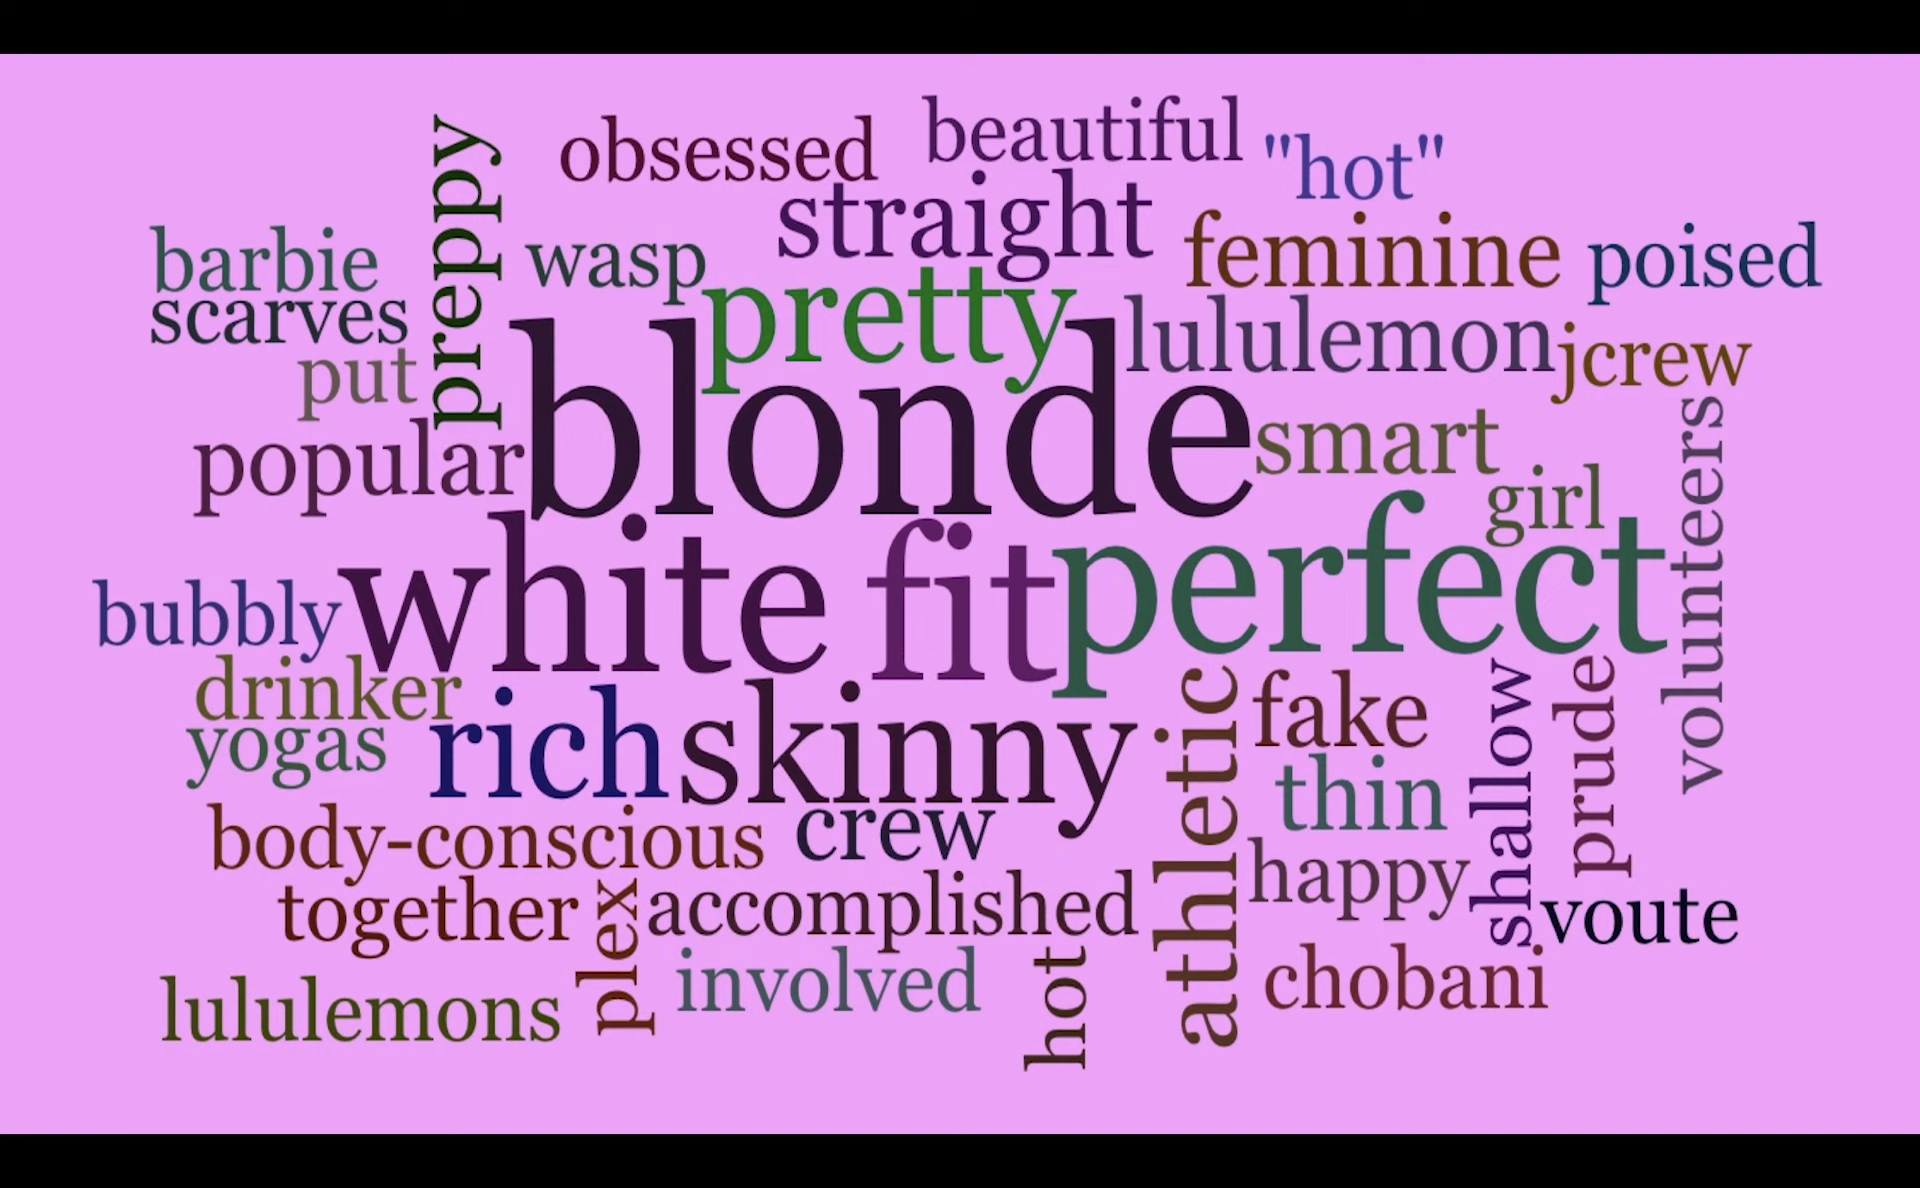 beautiful
obsessed
"hot"
preppy
straight
feminine
poised
barbie
wasp
scarves
pretty
lululemon
jcrew
put
blonde
smart
popular
volunteers
girl
white
fit
perfect
bubbly
drinker
yogas
rich
skinny
athletic
fake
shallow
prude
thin
body-conscious
crew
happy
together
plex
accomplished
voute
involved
hot
chobani
lululemons